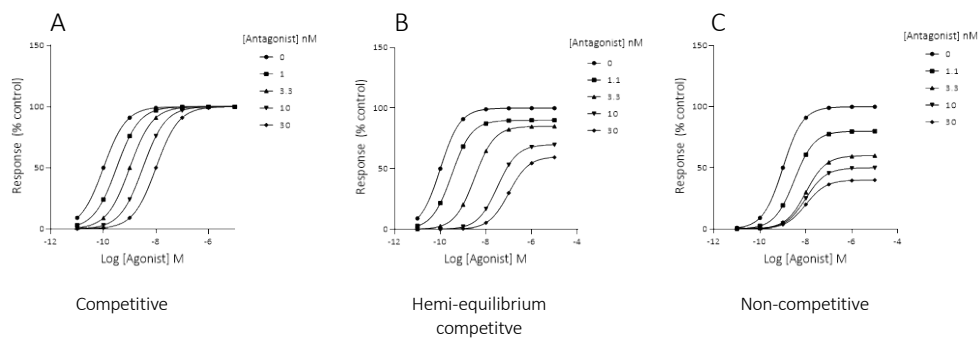 A
[Antagonist] nM
0
1
3.3
10
30
Response (% control)
150
100
50
0
-12
-10
-8
-6
Log [Agonist] M
Competitive
B
[Antagonist] nM
0
1.1
3.3
10
30
Response (% control)
150
100
50
0
-12
-10
-8
-6
-4
Log [Agonist] M
Hemi-equilibrium
competitve
C
[Antagonist] nM
0
1.1
3.3
10
30
Response (% control)
150
100
50
0
-12
-10
-8
-6
-4
Log [Agonist] M
Non-competitive